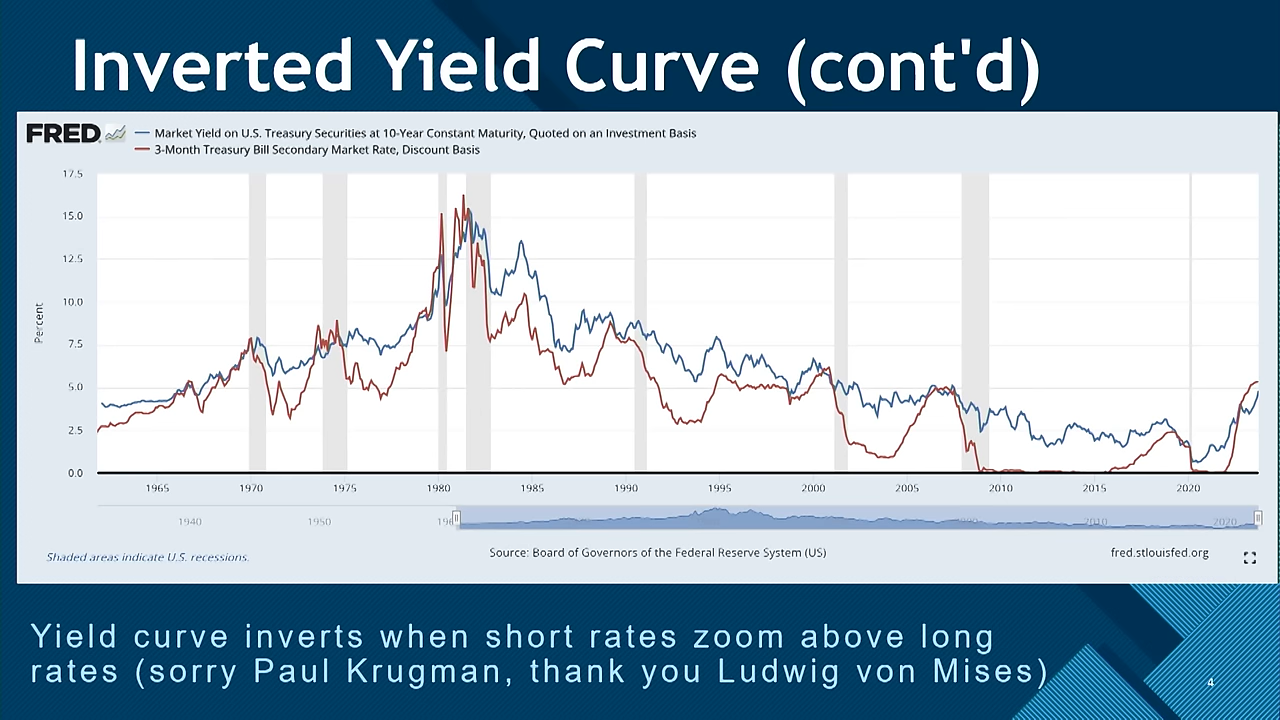 Inverted Yield Curve (cont'd)
FRED
Market Yield on U.S. Treasury Securities at 10-Year Constant Maturity, Quoted on an Investment Basis
3-Month Treasury Bill Secondary Market Rate, Discount Basis
17.5
15.0
12.5
10.0
7.5
5.0
2.5
0.0
Percent
1965 1970 1975 1980 1985 1990 1995 2000 2005 2010 2015 2020
1940 1950 2010 2020
Shaded areas indicate U.S. recessions.
Source: Board of Governors of the Federal Reserve System (US)
fred.stlouisfed.org
Yield curve inverts when short rates zoom above long
rates (sorry Paul Krugman, thank you Ludwig von Mises)
4